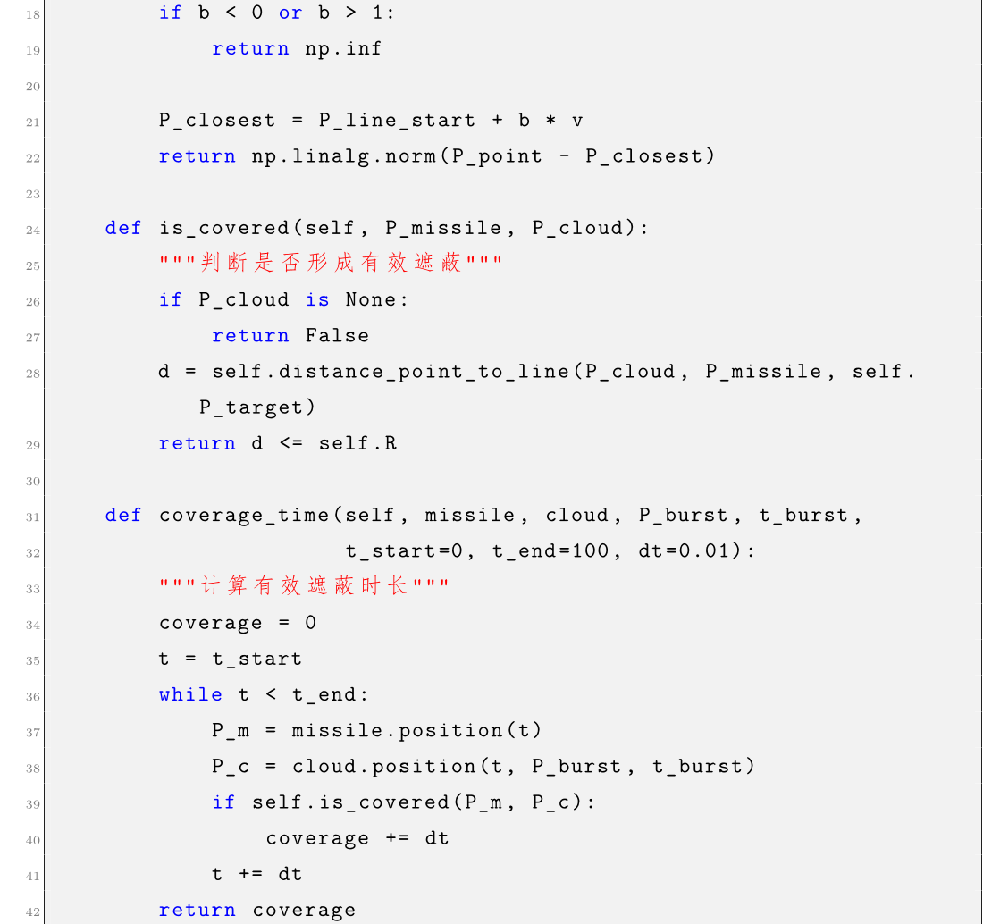 18 if b < 0 or b > 1:
19 return np.inf
20
21 P_closest = P_line_start + b * v
22 return np.linalg.norm(P_point - P_closest)
23
24 def is_covered(self, P_missile, P_cloud):
25 """判断是否形成有效遮蔽"""
26 if P_cloud is None:
27 return False
28 d = self.distance_point_to_line(P_cloud, P_missile, self.
P_target)
29 return d <= self.R
30
31 def coverage_time(self, missile, cloud, P_burst, t_burst,
32 t_start=0, t_end=100, dt=0.01):
33 """计算有效遮蔽时长"""
34 coverage = 0
35 t = t_start
36 while t < t_end:
37 P_m = missile.position(t)
38 P_c = cloud.position(t, P_burst, t_burst)
39 if self.is_covered(P_m, P_c):
40 coverage += dt
41 t += dt
42 return coverage